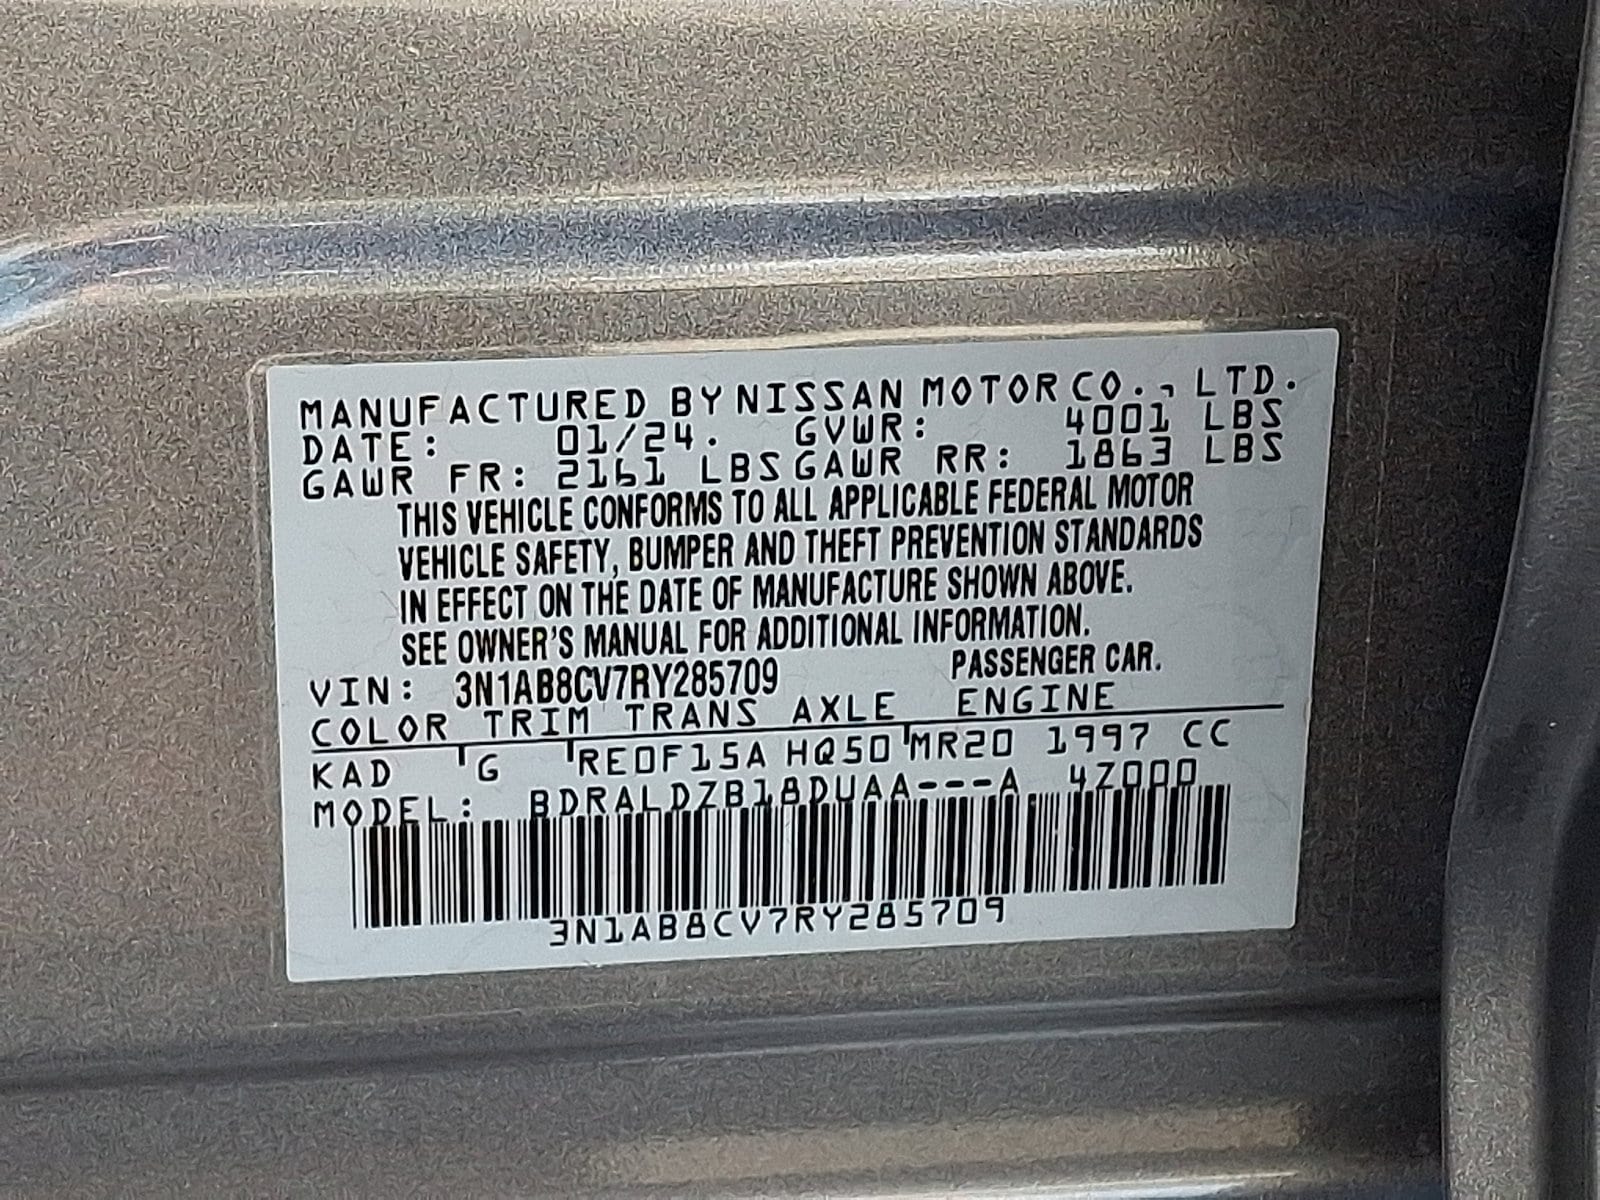 MANUFACTURED BY NISSAN MOTOR CO., LTD.
DATE: 01/24. GVWR: 4001 LBS
GAWR FR: 2161 LBS GAWR RR: 1863 LBS
THIS VEHICLE CONFORMS TO ALL APPLICABLE FEDERAL MOTOR
VEHICLE SAFETY, BUMPER AND THEFT PREVENTION STANDARDS
IN EFFECT ON THE DATE OF MANUFACTURE SHOWN ABOVE.
SEE OWNER'S MANUAL FOR ADDITIONAL INFORMATION.
VIN: 3N1AB8CV7RY285709 PASSENGER CAR.
COLOR TRIM TRANS AXLE ENGINE
KAD G RE0F15A HQ50 MR20 1997 CC
MODEL: BDRALDZB18DUAA---A 4Z000
3N1AB8CV7RY285709